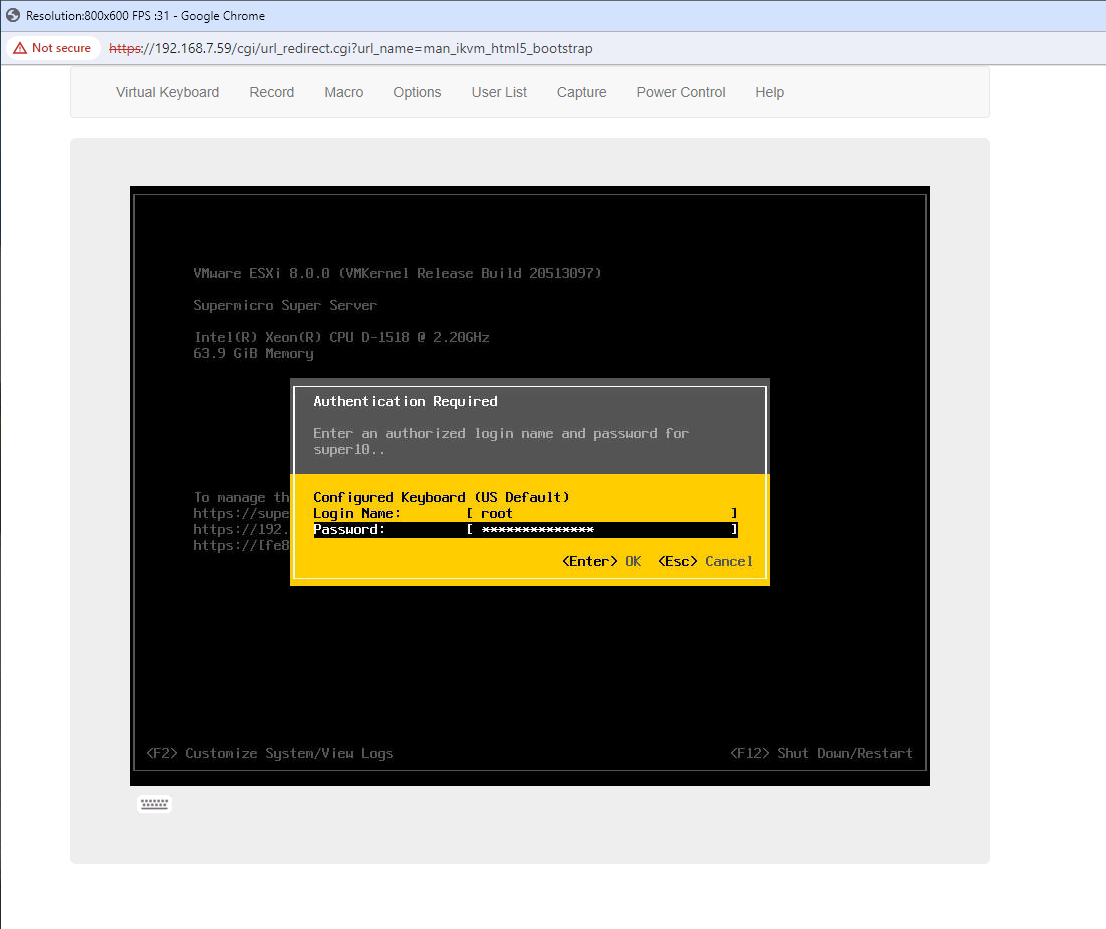 Resolution:800x600 FPS :31 - Google Chrome
Not secure https://192.168.7.59/cgi/url_redirect.cgi?url_name=man_ikvm_html5_bootstrap
Virtual Keyboard Record Macro Options User List Capture Power Control Help
VMware ESXi 8.0.0 (VMKernel Release Build 20513097)
Supermicro Super Server
Intel(R) Xeon(R) CPU D-1518 @ 2.20GHz
63.9 GiB Memory
Authentication Required
Enter an authorized login name and password for
super10..
To manage th
https://supe
https://192.
https://[fe8
Configured Keyboard (US Default)
Login Name: [ root ]
Password: [ ************** ]
<Enter> OK <Esc> Cancel
<F2> Customize System/View Logs <F12> Shut Down/Restart